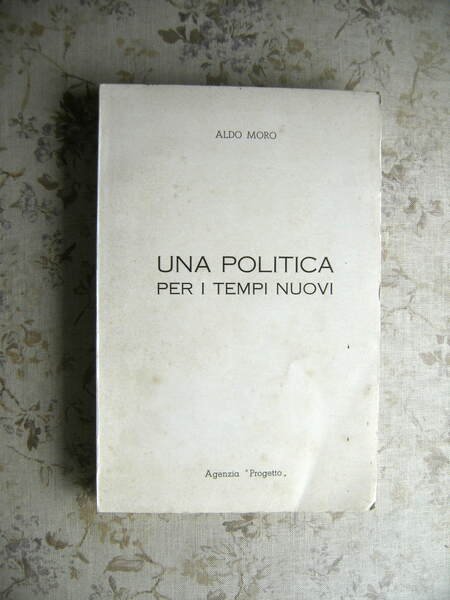 ALDO MORO
UNA POLITICA
PER I TEMPI NUOVI
Agenzia "Progetto„